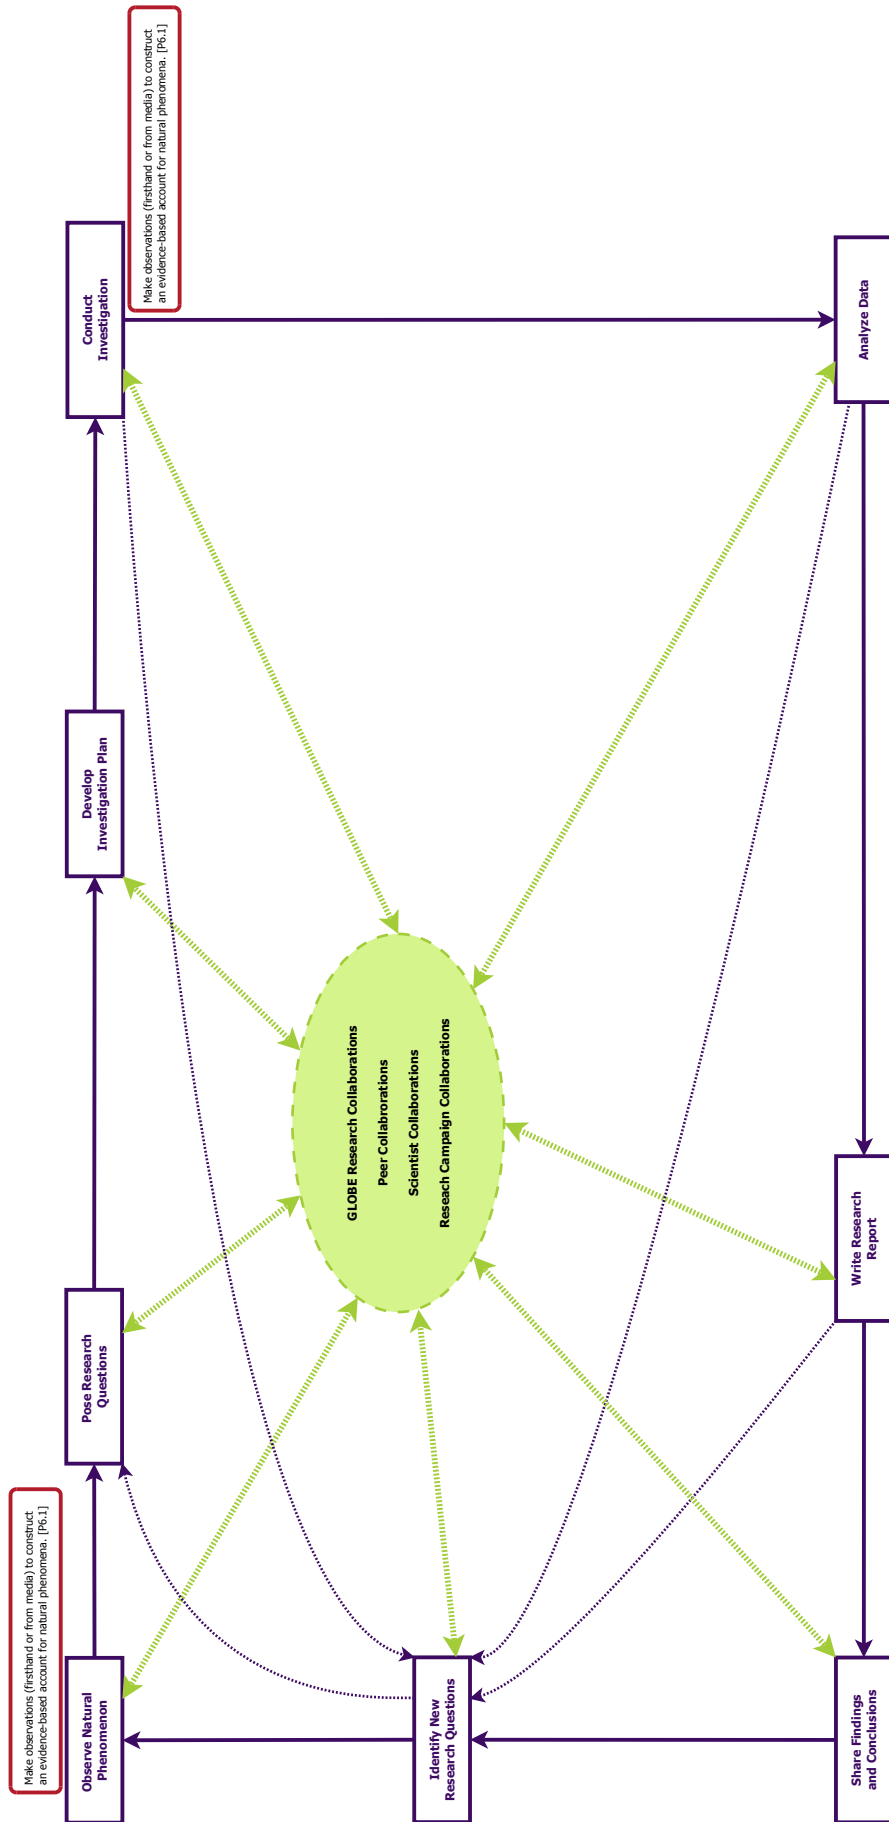 Make observations (firsthand or from media) to construct
an evidence-based account for natural phenomena. [P6.1]
Observe Natural
Phenomenon
Pose Research
Questions
Develop
Investigation Plan
Conduct
Investigation
Make observations (firsthand or from media) to construct
an evidence-based account for natural phenomena. [P6.1]
GLOBE Research Collaborations
Peer Collabrorations
Scientist Collaborations
Reseach Campaign Collaborations
Identify New
Research Questions
Share Findings
and Conclusions
Write Research
Report
Analyze Data